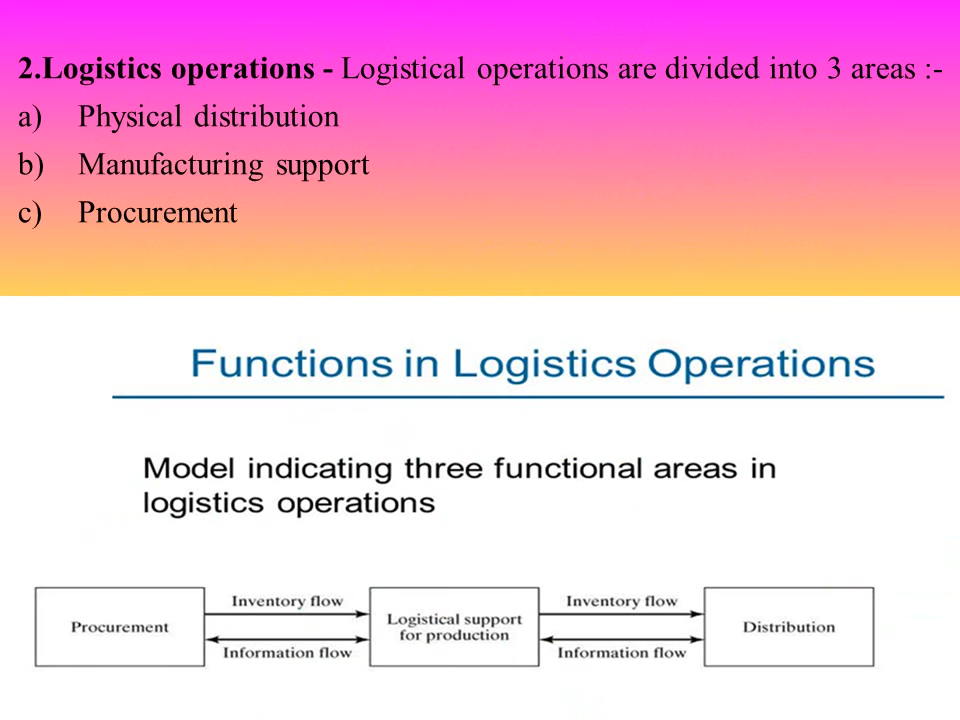 2.Logistics operations - Logistical operations are divided into 3 areas :-
a) Physical distribution
b) Manufacturing support
c) Procurement
Functions in Logistics Operations
Model indicating three functional areas in
logistics operations
Procurement
Inventory flow
Information flow
Logistical support
for production
Inventory flow
Information flow
Distribution